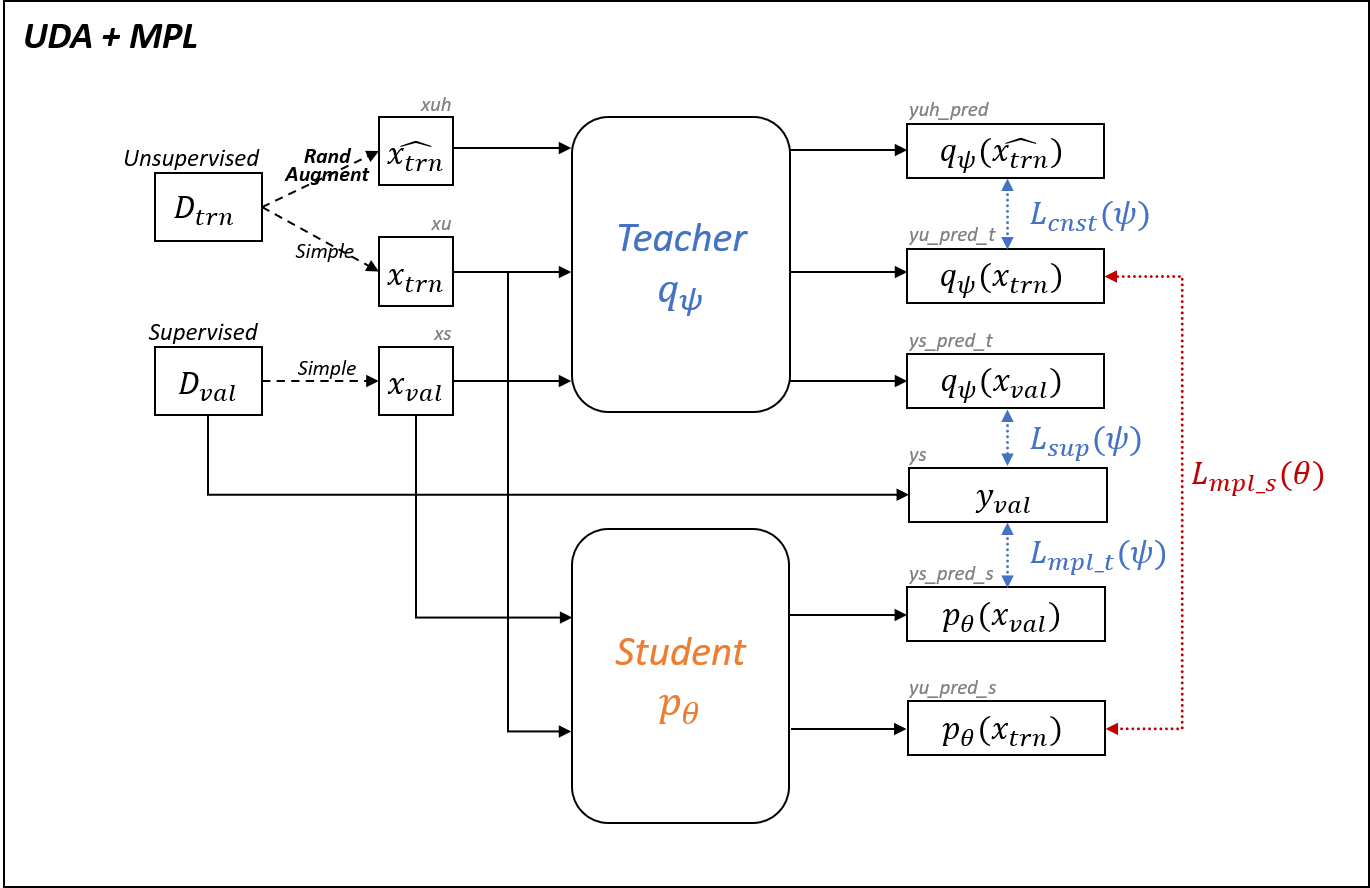 UDA + MPL
xuh
yuh_pred
Unsupervised
Rand
Augment
$\widehat{x_{trn}}$
$q_\psi(\widehat{x_{trn}})$
$D_{trn}$
$L_{cnst}(\psi)$
xu
yu_pred_t
Simple
$x_{trn}$
Teacher
$q_\psi$
$q_\psi(x_{trn})$
Supervised
xs
ys_pred_t
Simple
$D_{val}$
$x_{val}$
$q_\psi(x_{val})$
$L_{sup}(\psi)$
ys
$y_{val}$
$L_{mpl\_s}(\theta)$
$L_{mpl\_t}(\psi)$
ys_pred_s
$p_\theta(x_{val})$
Student
$p_\theta$
yu_pred_s
$p_\theta(x_{trn})$